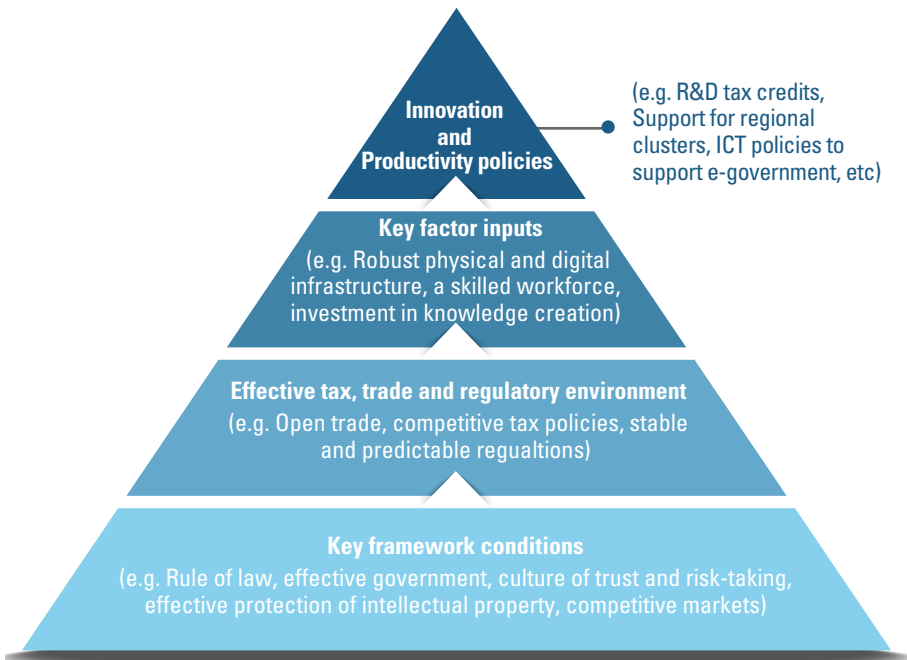 Innovation
and
Productivity policies
(e.g. R&D tax credits,
Support for regional
clusters, ICT policies to
support e-government, etc)
Key factor inputs
(e.g. Robust physical and digital
infrastructure, a skilled workforce,
investment in knowledge creation)
Effective tax, trade and regulatory environment
(e.g. Open trade, competitive tax policies, stable
and predictable regualtions)
Key framework conditions
(e.g. Rule of law, effective government, culture of trust and risk-taking,
effective protection of intellectual property, competitive markets)